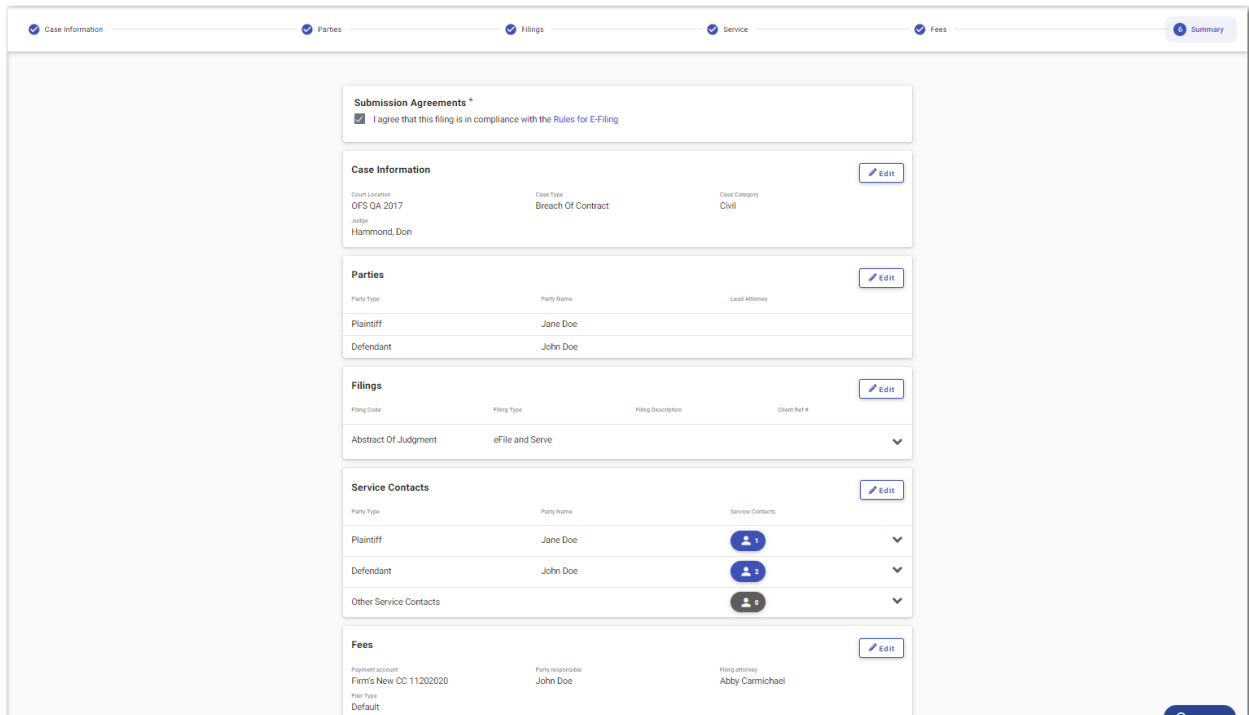 Case Information Parties Filings Service Fees 6 Summary
Submission Agreements *
I agree that this filing is in compliance with the Rules for E-Filing
Case Information Edit
Court Location Case Type Case Category
OFS QA 2017 Breach Of Contract Civil
Judge
Hammond, Don
Parties Edit
Party Type Party Name Lead Attorney
Plaintiff Jane Doe
Defendant John Doe
Filings Edit
Filing Code Filing Type Filing Description Client Ref #
Abstract Of Judgment eFile and Serve
Service Contacts Edit
Party Type Party Name Service Contacts
Plaintiff Jane Doe 1
Defendant John Doe 2
Other Service Contacts 0
Fees Edit
Payment account Party responsible Filing attorney
Firm's New CC 11202020 John Doe Abby Carmichael
Filer Type
Default